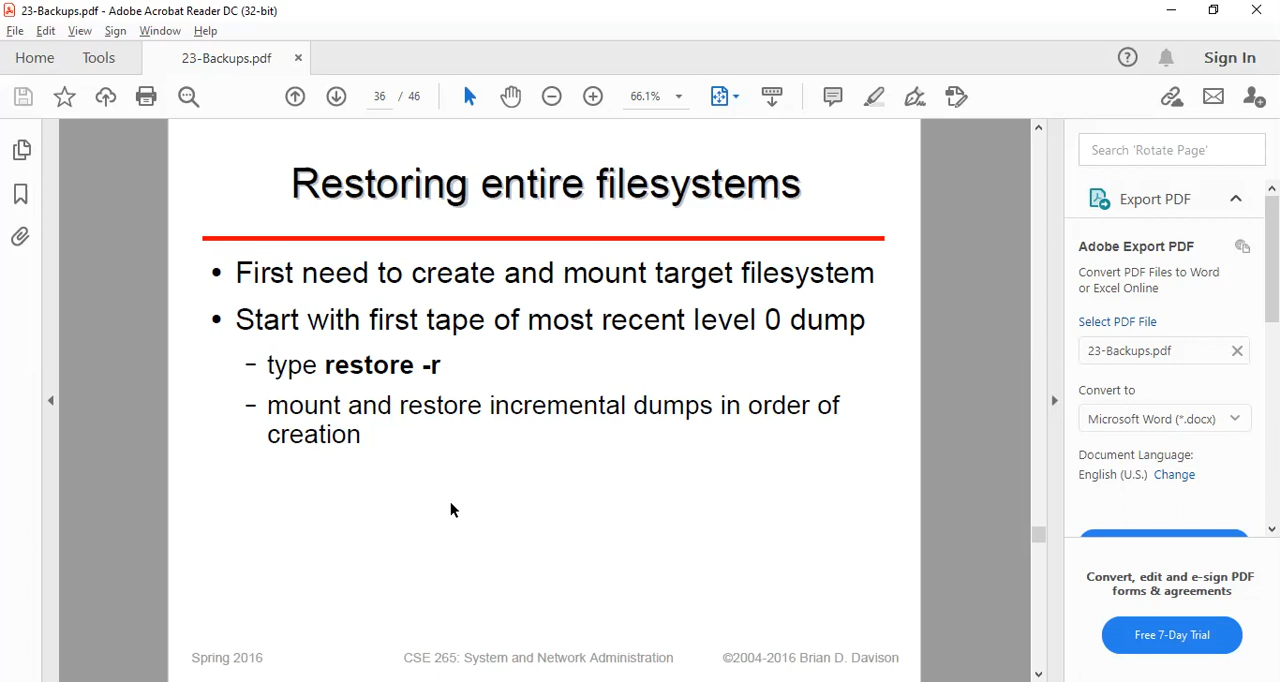 23-Backups.pdf - Adobe Acrobat Reader DC (32-bit)
File Edit View Sign Window Help
Home Tools 23-Backups.pdf Sign In
36 / 46 66.1%
Restoring entire filesystems
• First need to create and mount target filesystem
• Start with first tape of most recent level 0 dump
– type restore -r
– mount and restore incremental dumps in order of
creation
Spring 2016 CSE 265: System and Network Administration ©2004-2016 Brian D. Davison
Search 'Rotate Page'
Export PDF
Adobe Export PDF
Convert PDF Files to Word
or Excel Online
Select PDF File
23-Backups.pdf
Convert to
Microsoft Word (*.docx)
Document Language:
English (U.S.) Change
Convert, edit and e-sign PDF
forms & agreements
Free 7-Day Trial